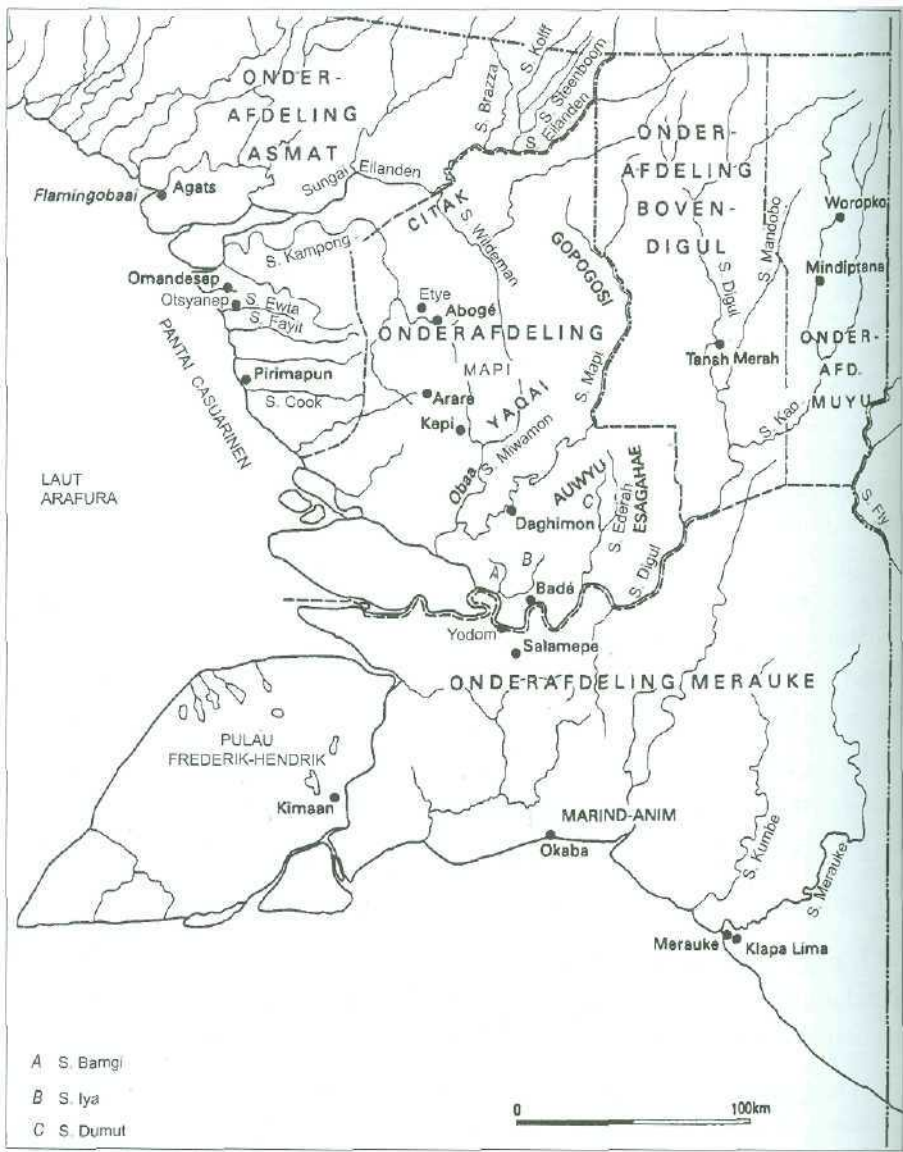 ONDER-
AFDELING
ASMAT
S. Brazza
S. Kolff
S. Steenboom
S. Eilanden
ONDER-
AFDELING
BOVEN-
DIGUL
Flamingobaai
Agats
Sungai Eilanden
CITAK
S. Wildeman
GOPOGOSI
S. Digul
S. Mandobo
Woropko
Mindiptana
S. Kampong
Omandesep
Otsyanep
S. Ewta
S. Fayit
Etye
Abogé
ONDERAFDELING
MAPI
S. Mapi
Tanah Merah
ONDER-
AFD.
MUYU
PANTAI CASUARINEN
Pirimapun
S. Cook
Arare
Kepi
YAQAI
S. Miwamon
Obaa
S. Kao
LAUT
ARAFURA
AUWYU
C
S. Ederah
ESAGAHAE
Daghimon
S. Digul
S. Fly
A
B
Badé
Yodom
Salamepe
ONDERAFDELING MERAUKE
PULAU
FREDERIK-HENDRIK
Kimaan
MARIND-ANIM
Okaba
S. Kumbe
S. Merauke
Merauke
Klapa Lima
A S. Bamgi
B S. Iya
C S. Dumut
0 100km